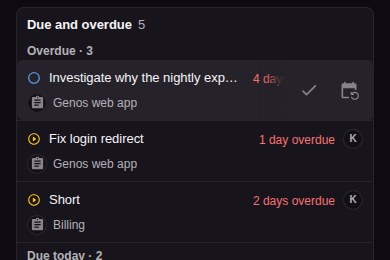 Due and overdue 5
Overdue · 3
Investigate why the nightly exp… 4 day
Genos web app
Fix login redirect 1 day overdue K
Genos web app
Short 2 days overdue K
Billing
Due today · 2